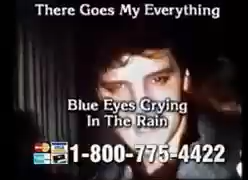 There Goes My Everything
Blue Eyes Crying
In The Rain
1-800-775-4422